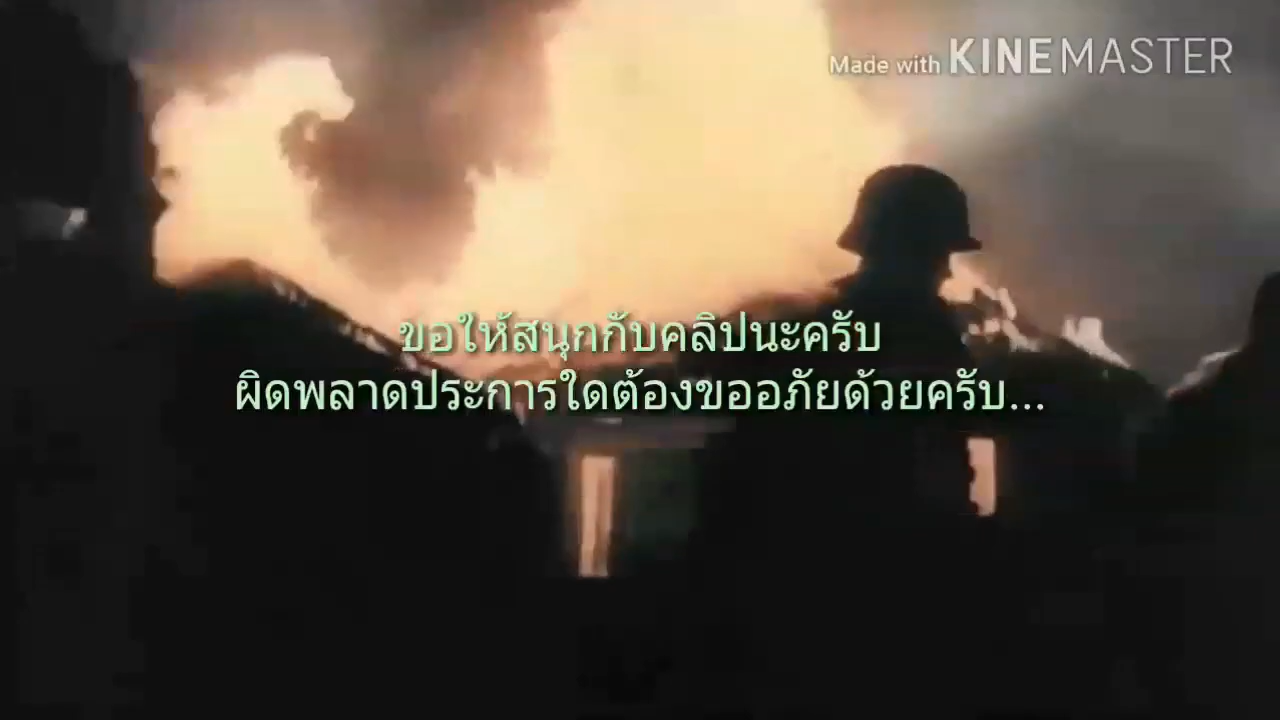 Made with KINEMASTER
ขอให้สนุกกับคลิปนะครับ
ผิดพลาดประการใดต้องขออภัยด้วยครับ...